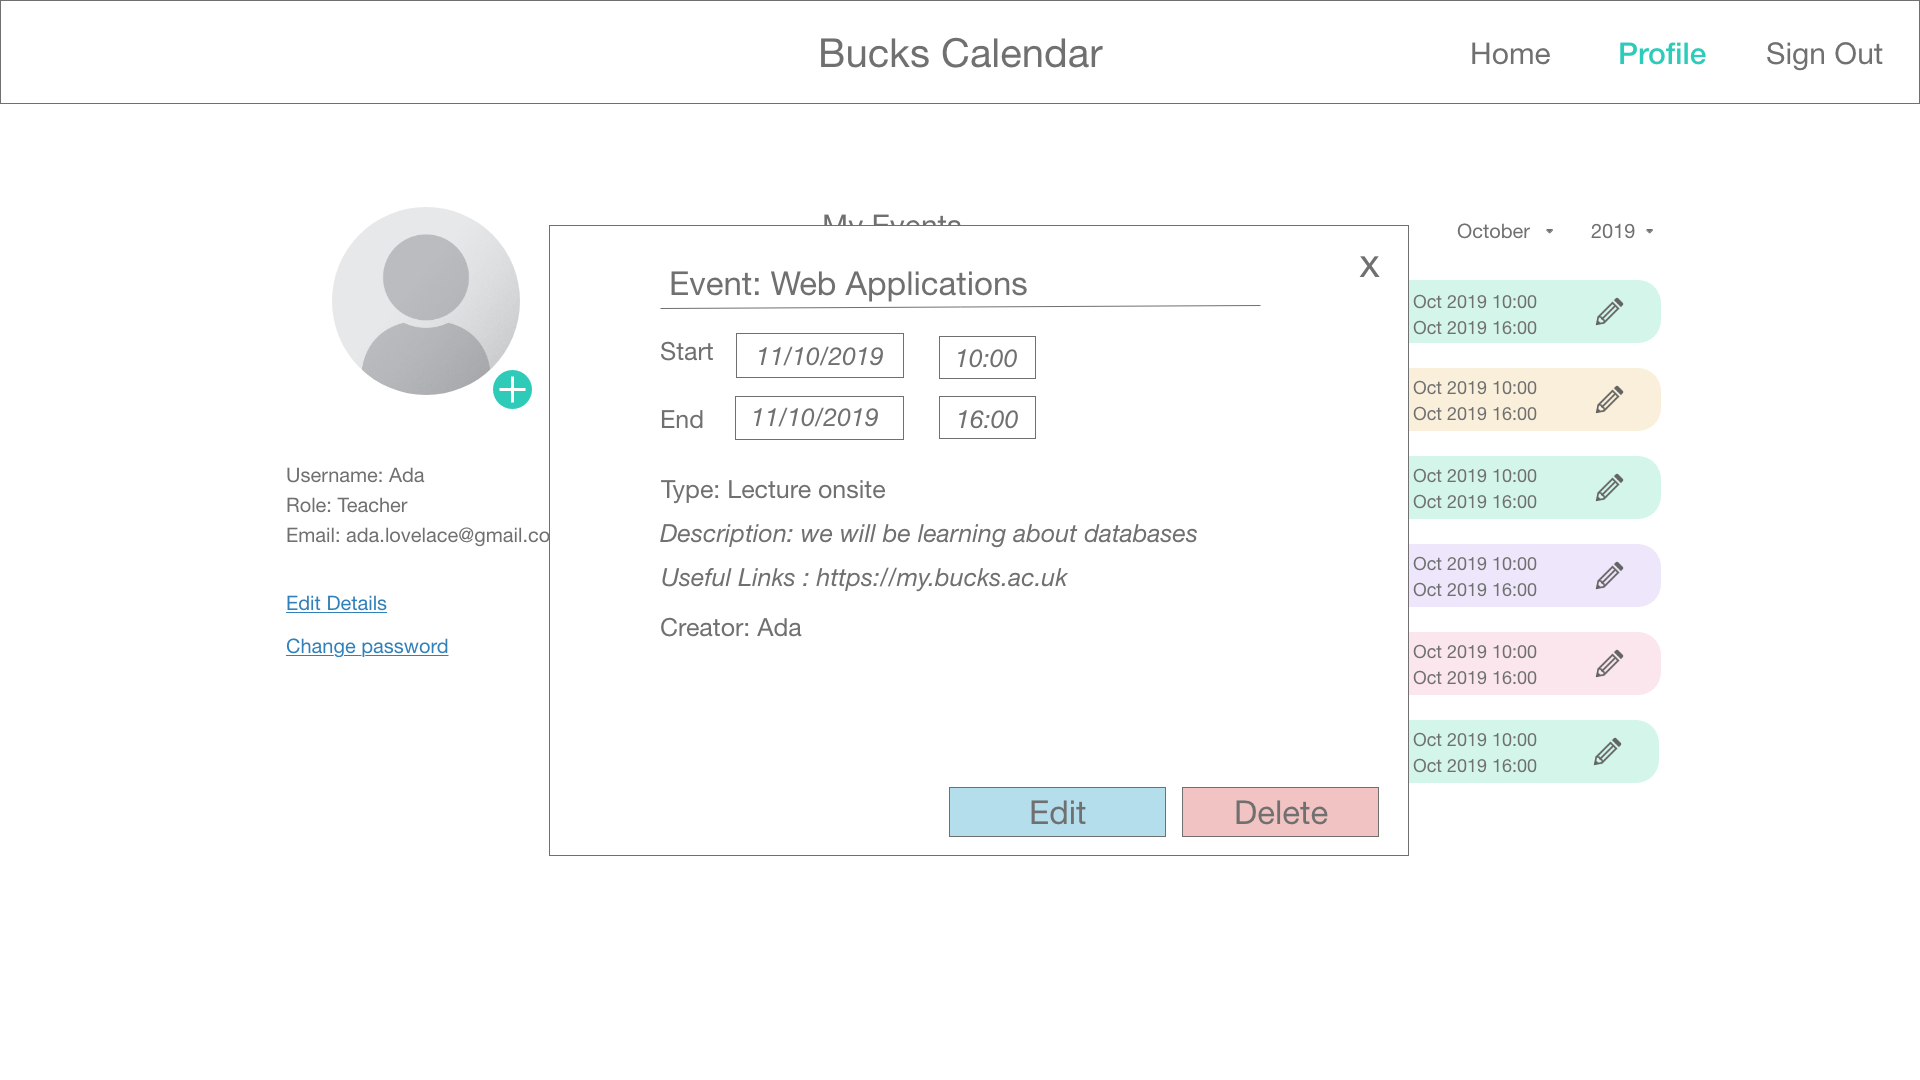 Bucks Calendar
Home
Profile
Sign Out
My Events
October
2019
Username: Ada
Role: Teacher
Email: ada.lovelace@gmail.co
Edit Details
Change password
Event: Web Applications
X
Start
11/10/2019
10:00
End
11/10/2019
16:00
Type: Lecture onsite
Description: we will be learning about databases
Useful Links : https://my.bucks.ac.uk
Creator: Ada
Edit
Delete
Oct 2019 10:00
Oct 2019 16:00
Oct 2019 10:00
Oct 2019 16:00
Oct 2019 10:00
Oct 2019 16:00
Oct 2019 10:00
Oct 2019 16:00
Oct 2019 10:00
Oct 2019 16:00
Oct 2019 10:00
Oct 2019 16:00